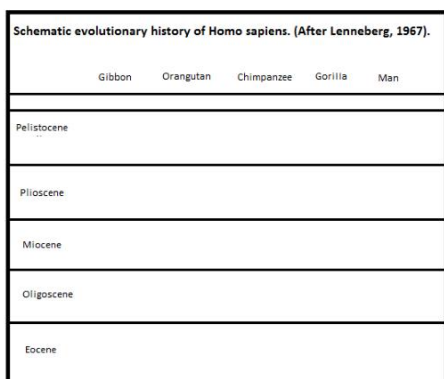 Schematic evolutionary history of Homo sapiens. (After Lenneberg, 1967).
Gibbon Orangutan Chimpanzee Gorilla Man
Pelistocene
Plioscene
Miocene
Oligoscene
Eocene